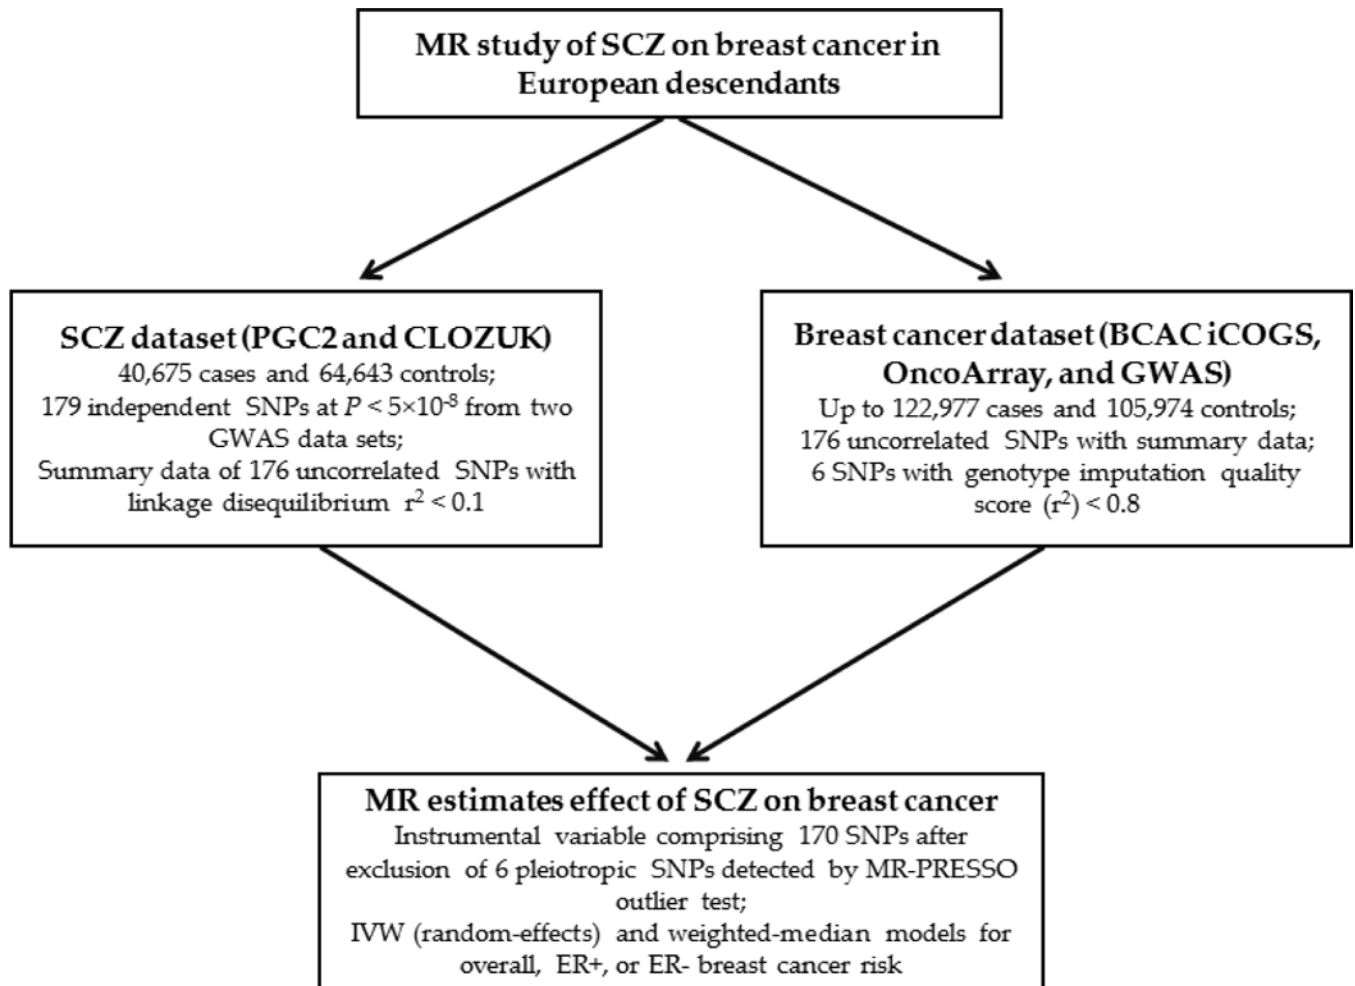 MR study of SCZ on breast cancer in
European descendants
SCZ dataset (PGC2 and CLOZUK)
40,675 cases and 64,643 controls;
179 independent SNPs at P < 5×10⁻⁸ from two
GWAS data sets;
Summary data of 176 uncorrelated SNPs with
linkage disequilibrium r² < 0.1
Breast cancer dataset (BCAC iCOGS,
OncoArray, and GWAS)
Up to 122,977 cases and 105,974 controls;
176 uncorrelated SNPs with summary data;
6 SNPs with genotype imputation quality
score (r²) < 0.8
MR estimates effect of SCZ on breast cancer
Instrumental variable comprising 170 SNPs after
exclusion of 6 pleiotropic SNPs detected by MR-PRESSO
outlier test;
IVW (random-effects) and weighted-median models for
overall, ER+, or ER- breast cancer risk